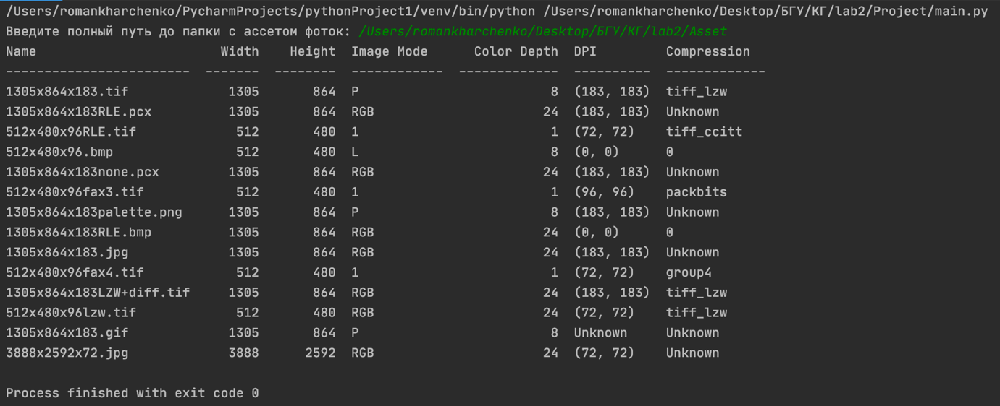 /Users/romankharchenko/PycharmProjects/pythonProject1/venv/bin/python /Users/romankharchenko/Desktop/БГУ/КГ/lab2/Project/main.py
Введите полный путь до папки с ассетом фоток: /Users/romankharchenko/Desktop/БГУ/КГ/lab2/Asset
Name                        Width    Height  Image Mode      Color Depth  DPI         Compression
------------------------  -------  --------  ------------  -------------  ----------  -------------
1305x864x183.tif             1305       864  P                         8  (183, 183)  tiff_lzw
1305x864x183RLE.pcx          1305       864  RGB                      24  (183, 183)  Unknown
512x480x96RLE.tif             512       480  1                         1  (72, 72)    tiff_ccitt
512x480x96.bmp                512       480  L                         8  (0, 0)      0
1305x864x183none.pcx         1305       864  RGB                      24  (183, 183)  Unknown
512x480x96fax3.tif            512       480  1                         1  (96, 96)    packbits
1305x864x183palette.png      1305       864  P                         8  (183, 183)  Unknown
1305x864x183RLE.bmp          1305       864  RGB                      24  (0, 0)      0
1305x864x183.jpg             1305       864  RGB                      24  (183, 183)  Unknown
512x480x96fax4.tif            512       480  1                         1  (72, 72)    group4
1305x864x183LZW+diff.tif     1305       864  RGB                      24  (183, 183)  tiff_lzw
512x480x96lzw.tif             512       480  RGB                      24  (72, 72)    tiff_lzw
1305x864x183.gif             1305       864  P                         8  Unknown     Unknown
3888x2592x72.jpg             3888      2592  RGB                      24  (72, 72)    Unknown
Process finished with exit code 0